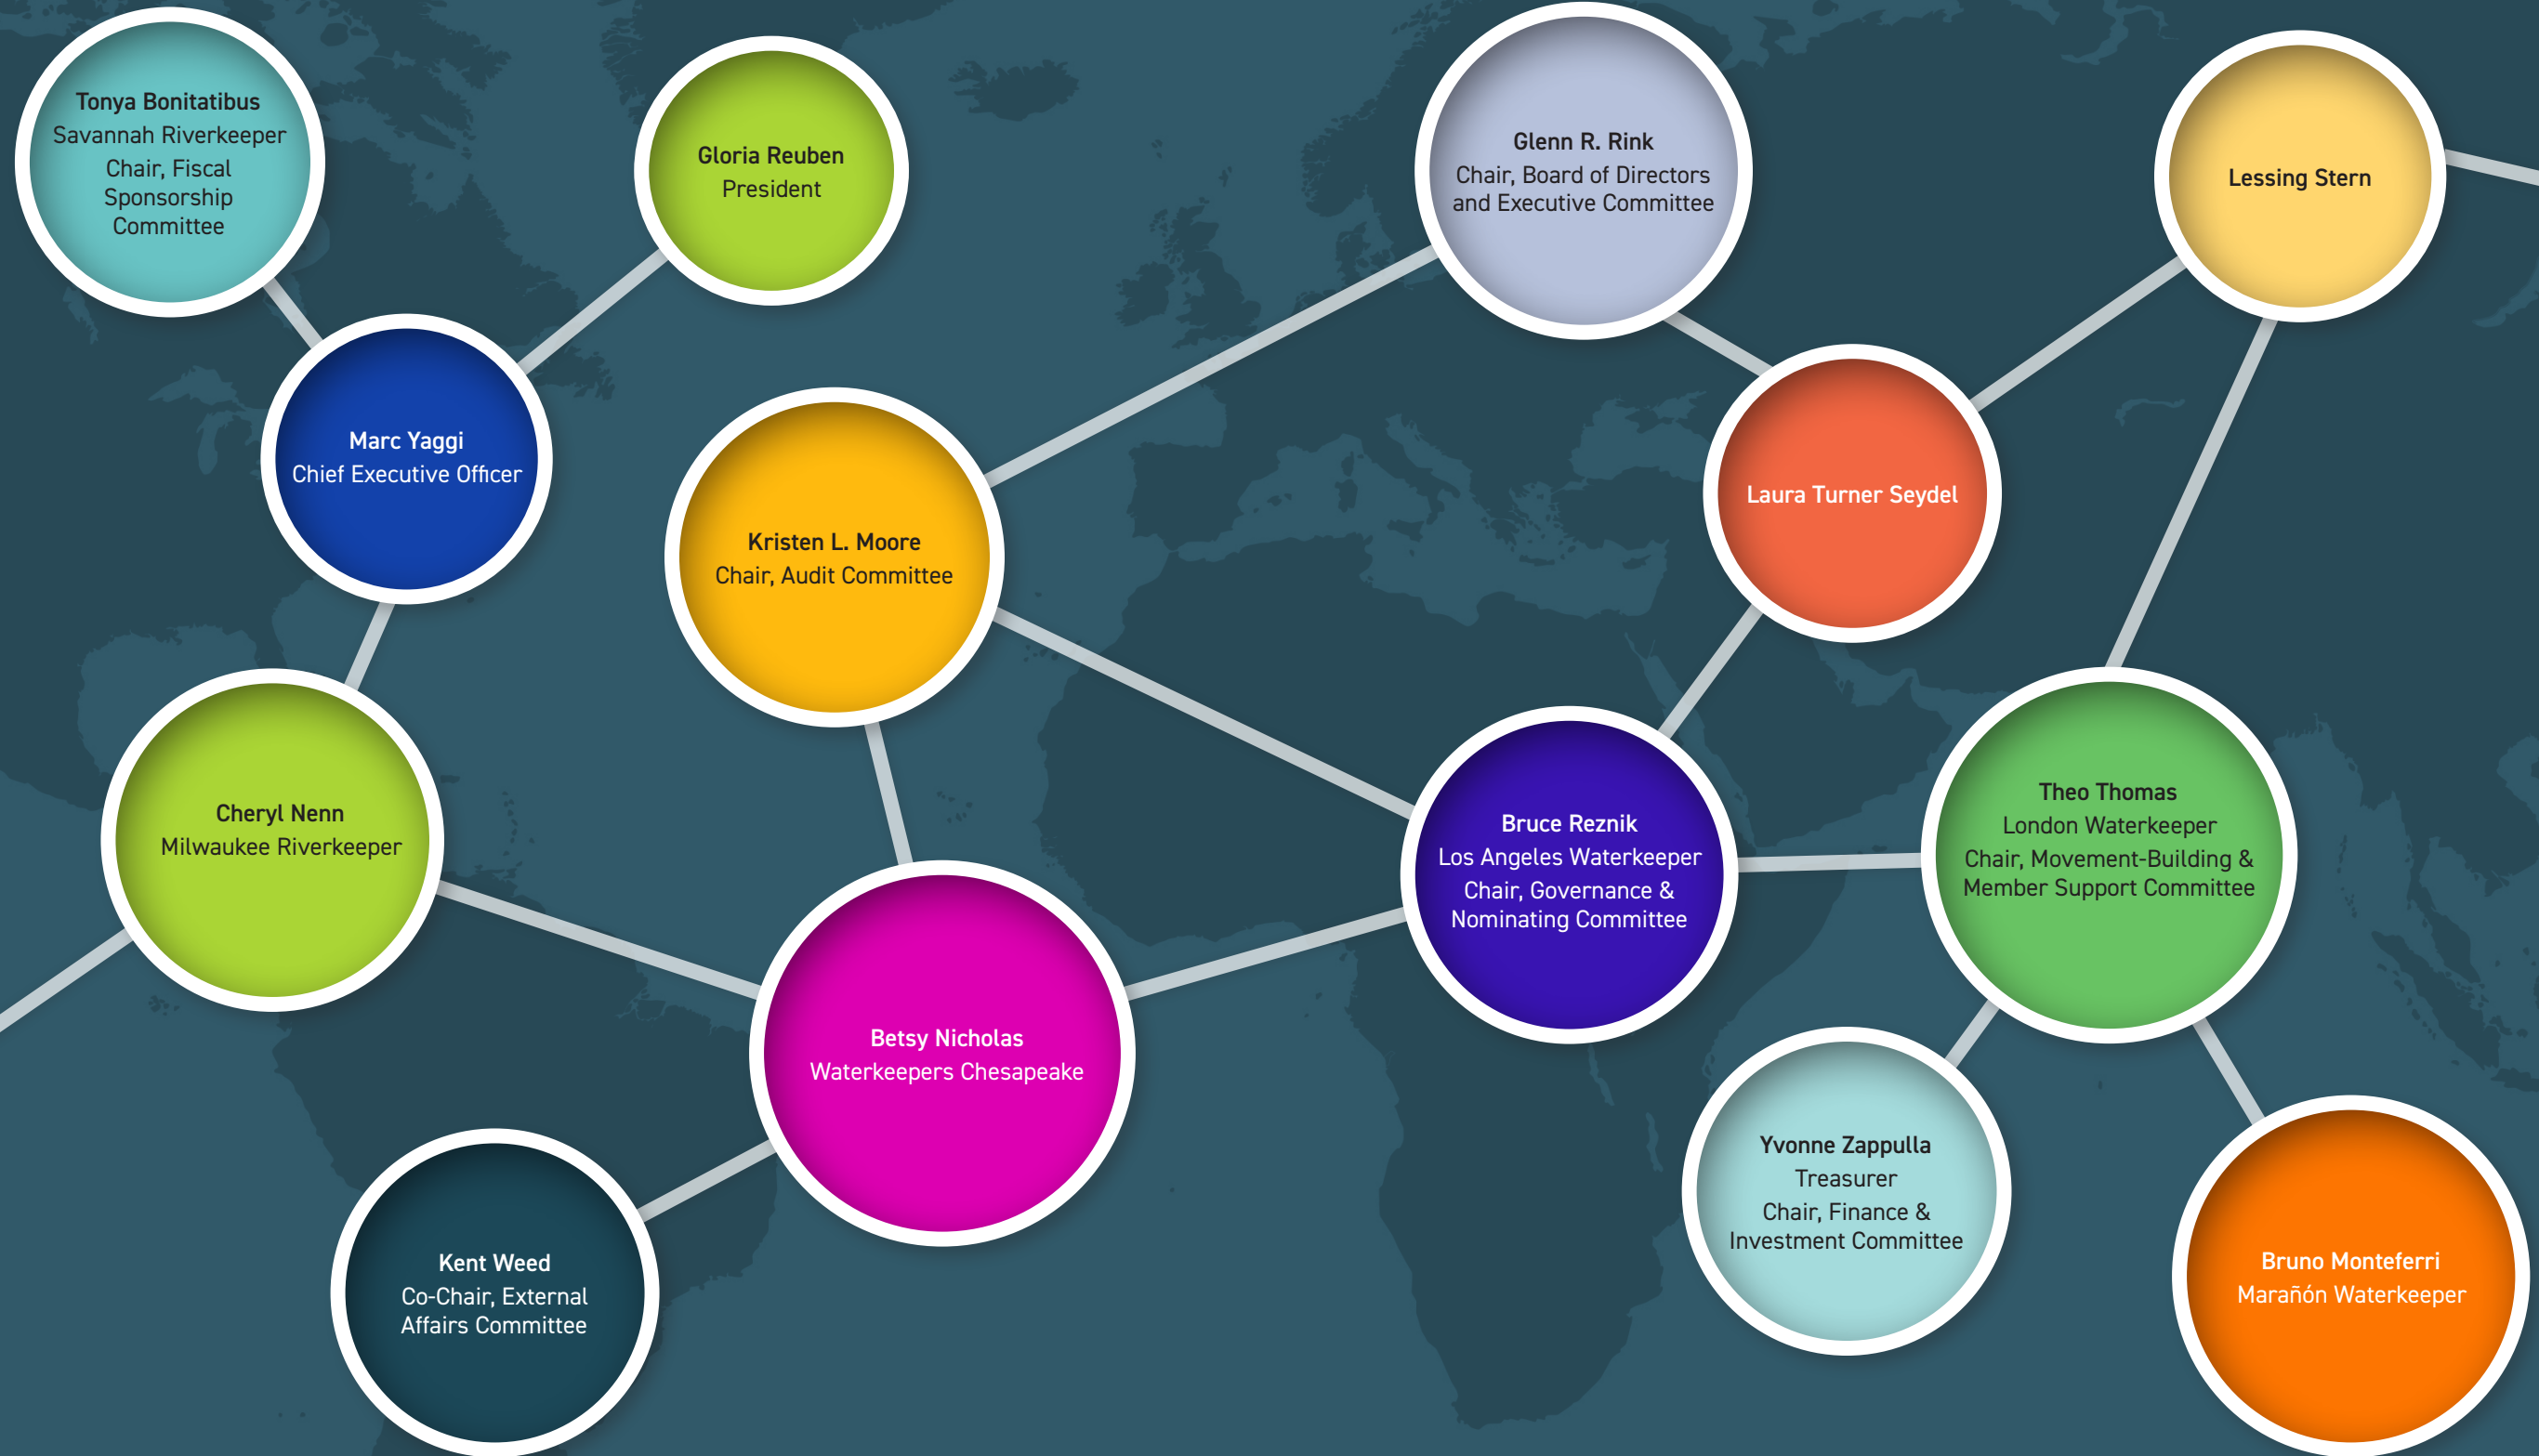 Tonya Bonitatibus
Savannah Riverkeeper
Chair, Fiscal
Sponsorship
Committee
Gloria Reuben
President
Glenn R. Rink
Chair, Board of Directors
and Executive Committee
Lessing Stern
Marc Yaggi
Chief Executive Officer
Kristen L. Moore
Chair, Audit Committee
Laura Turner Seydel
Cheryl Nenn
Milwaukee Riverkeeper
Bruce Reznik
Los Angeles Waterkeeper
Chair, Governance &
Nominating Committee
Theo Thomas
London Waterkeeper
Chair, Movement-Building &
Member Support Committee
Betsy Nicholas
Waterkeepers Chesapeake
Yvonne Zappulla
Treasurer
Chair, Finance &
Investment Committee
Kent Weed
Co-Chair, External
Affairs Committee
Bruno Monteferri
Marañón Waterkeeper